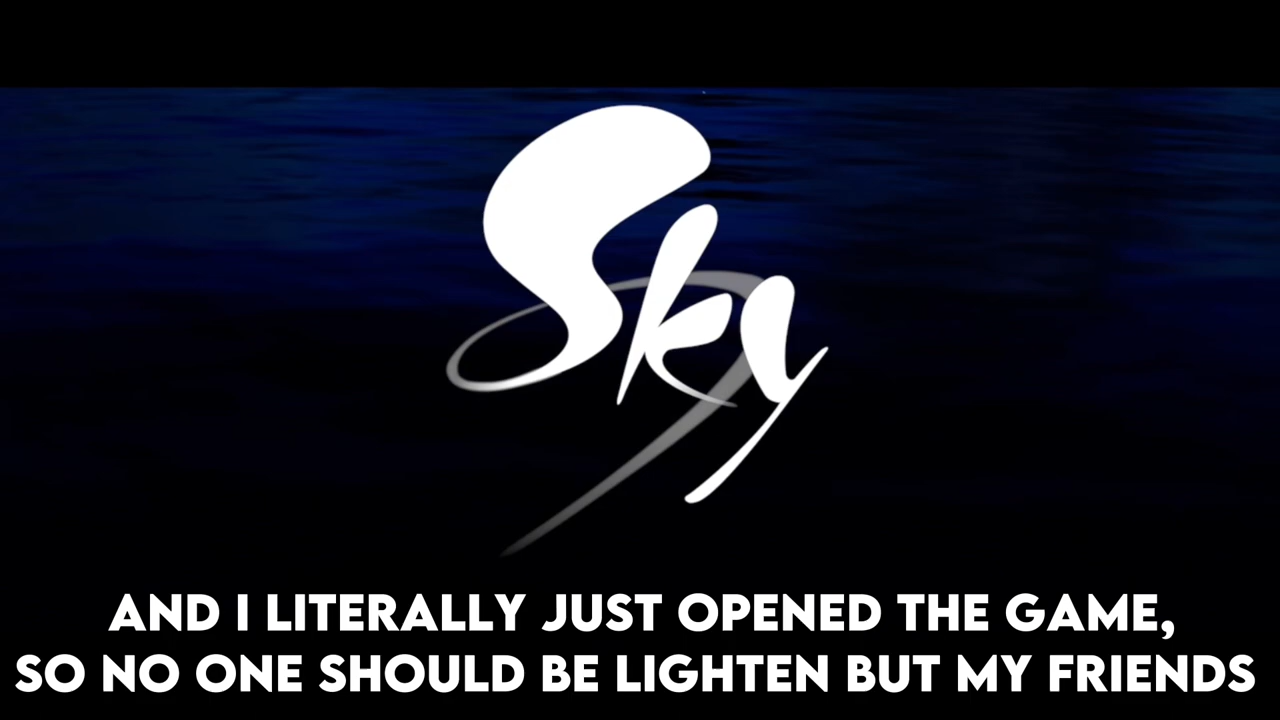 Sky
AND I LITERALLY JUST OPENED THE GAME,
SO NO ONE SHOULD BE LIGHTEN BUT MY FRIENDS